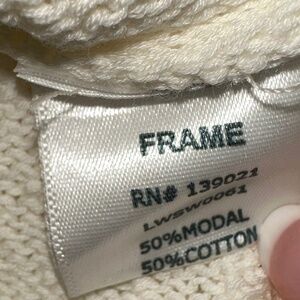 FRAME
RN# 139021
LWSW0061
50%MODAL
50%COTTON